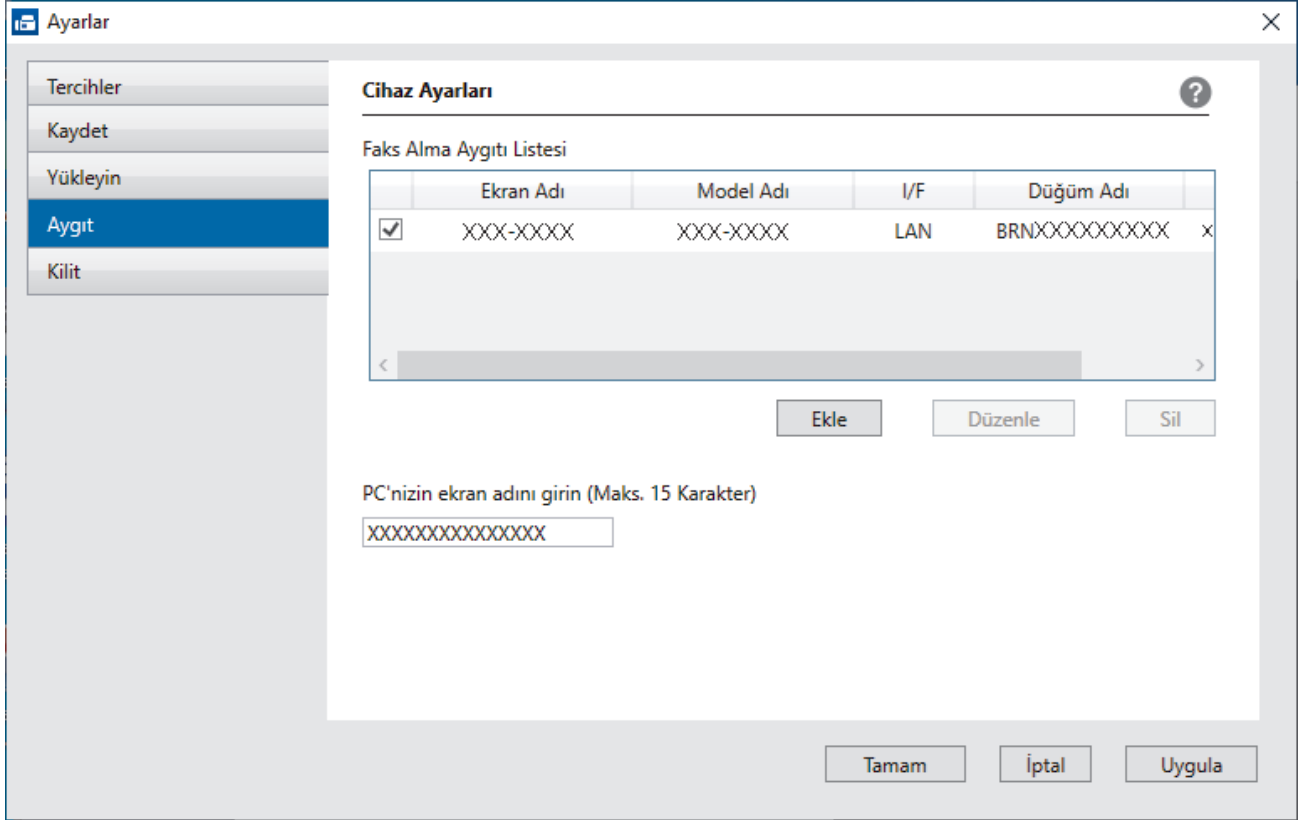 Ayarlar
Tercihler
Kaydet
Yükleyin
Aygıt
Kilit
Cihaz Ayarları
?
Faks Alma Aygıtı Listesi
Ekran Adı Model Adı I/F Düğüm Adı
XXX-XXXX XXX-XXXX LAN BRNXXXXXXXXXX x
Ekle Düzenle Sil
PC'nizin ekran adını girin (Maks. 15 Karakter)
XXXXXXXXXXXXXXX
Tamam İptal Uygula